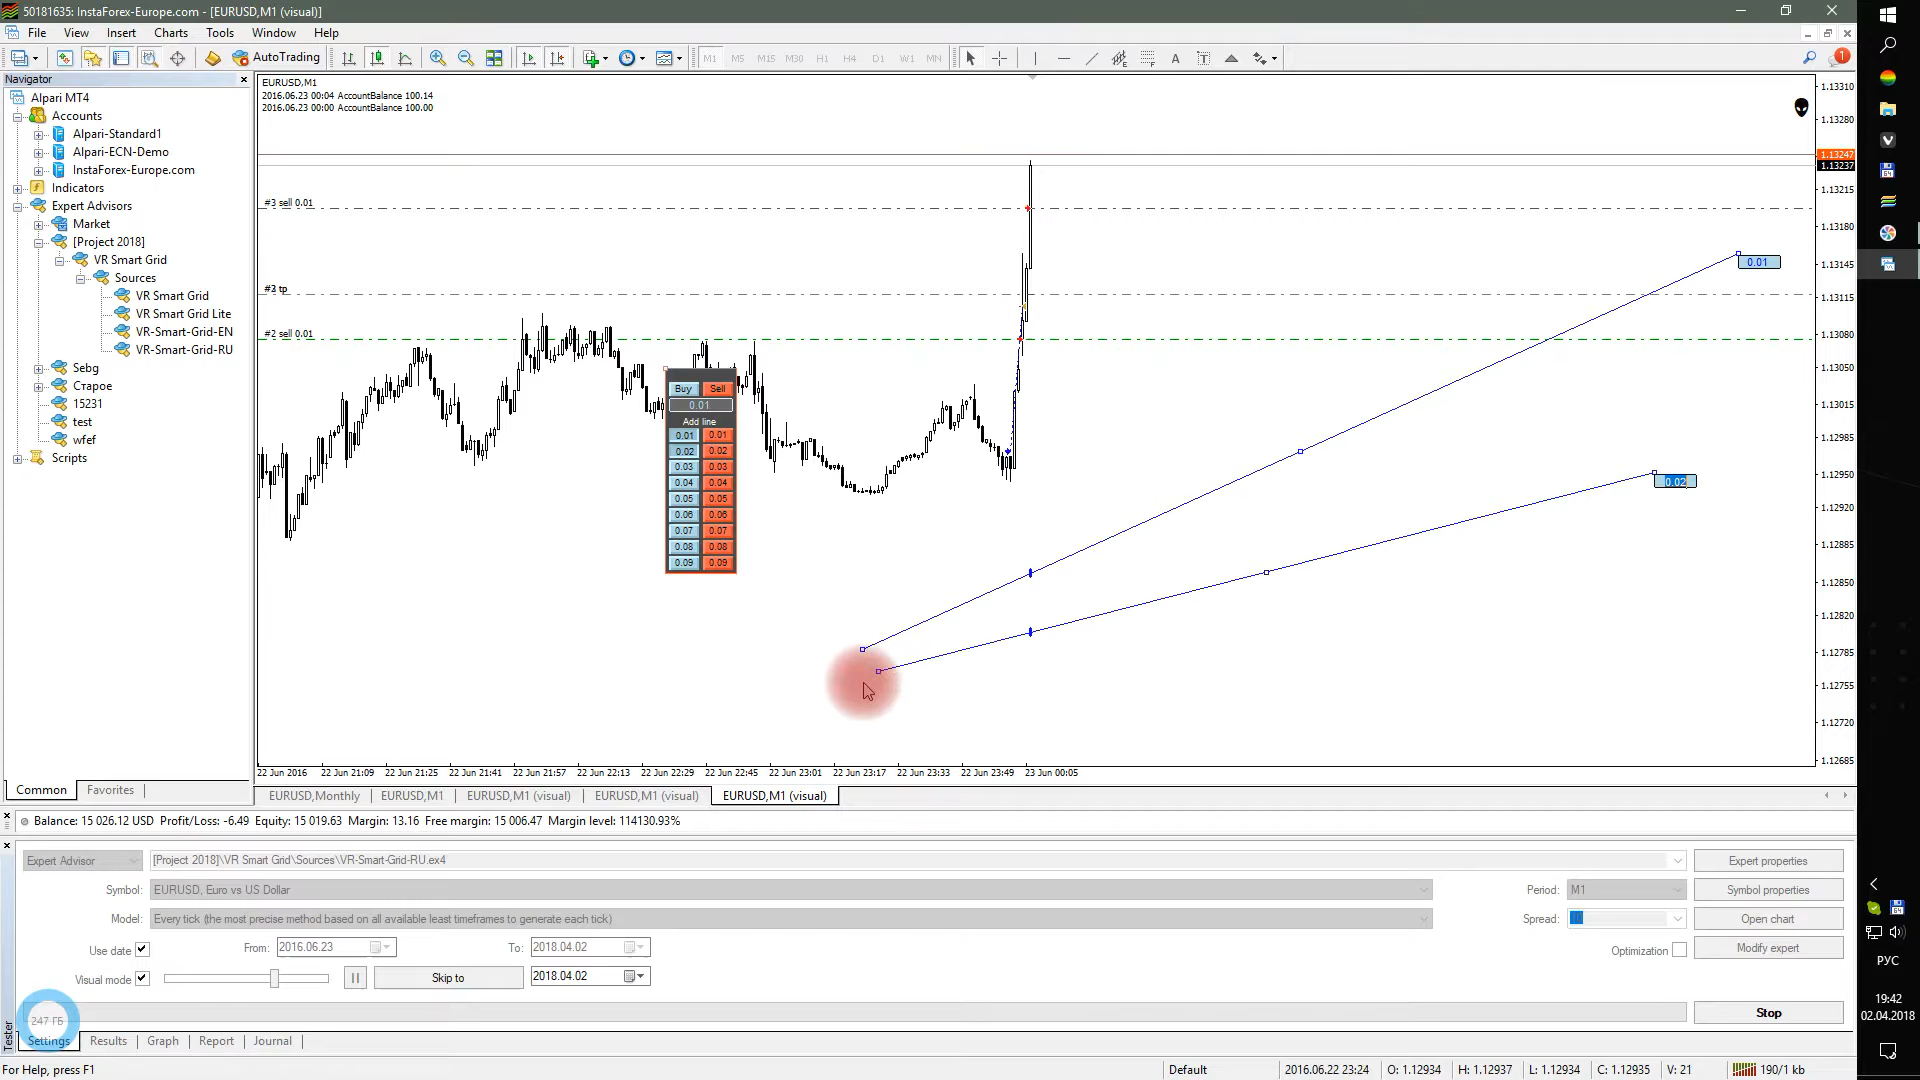 50181635: InstaForex-Europe.com - [EURUSD,M1 (visual)]
File View Insert Charts Tools Window Help
AutoTrading M1 M5 M15 M30 H1 H4 D1 W1 MN A T 1
Navigator
Alpari MT4
Accounts
Alpari-Standard1
Alpari-ECN-Demo
InstaForex-Europe.com
Indicators
Expert Advisors
Market
[Project 2018]
VR Smart Grid
Sources
VR Smart Grid
VR Smart Grid Lite
VR-Smart-Grid-EN
VR-Smart-Grid-RU
Sebg
Старое
15231
test
wfef
Scripts
Common Favorites
EURUSD,M1
2016.06.23 00:04 AccountBalance 100.14
2016.06.23 00:00 AccountBalance 100.00
#3 sell 0.01
#3 tp
#2 sell 0.01
Buy Sell
0.01
Add line
0.01 0.01
0.02 0.02
0.03 0.03
0.04 0.04
0.05 0.05
0.06 0.06
0.07 0.07
0.08 0.08
0.09 0.09
0.01
0.02
1.13310
1.13280
1.13247
1.13237
1.13215
1.13180
1.13145
1.13115
1.13080
1.13050
1.13015
1.12985
1.12950
1.12920
1.12885
1.12850
1.12820
1.12785
1.12755
1.12720
1.12685
22 Jun 2016 22 Jun 21:09 22 Jun 21:25 22 Jun 21:41 22 Jun 21:57 22 Jun 22:13 22 Jun 22:29 22 Jun 22:45 22 Jun 23:01 22 Jun 23:17 22 Jun 23:33 22 Jun 23:49 23 Jun 00:05
EURUSD,Monthly EURUSD,M1 EURUSD,M1 (visual) EURUSD,M1 (visual) EURUSD,M1 (visual)
Balance: 15 026.12 USD Profit/Loss: -6.49 Equity: 15 019.63 Margin: 13.16 Free margin: 15 006.47 Margin level: 114130.93%
Expert Advisor [Project 2018]\VR Smart Grid\Sources\VR-Smart-Grid-RU.ex4 Expert properties
Symbol: EURUSD, Euro vs US Dollar Period: M1 Symbol properties
Model: Every tick (the most precise method based on all available least timeframes to generate each tick) Spread: 10 Open chart
Use date From: 2016.06.23 To: 2018.04.02 Optimization Modify expert
Visual mode Skip to 2018.04.02
247 ГБ Stop
Tester
Settings Results Graph Report Journal
For Help, press F1 Default 2016.06.22 23:24 O: 1.12934 H: 1.12937 L: 1.12934 C: 1.12935 V: 21 190/1 kb
64
64
РУС
19:42
02.04.2018